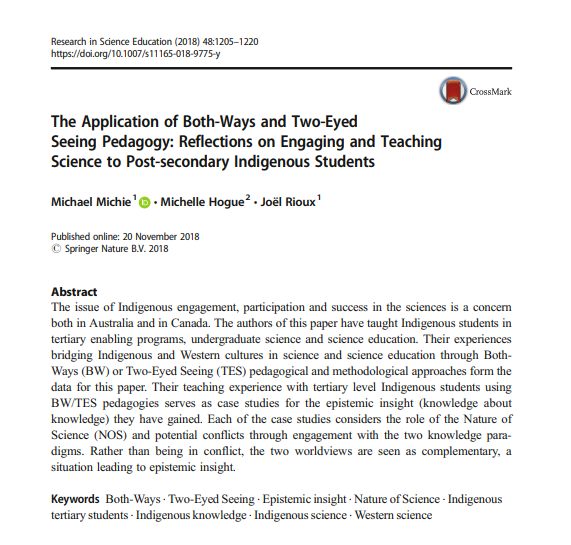 Research in Science Education (2018) 48:1205–1220
https://doi.org/10.1007/s11165-018-9775-y
CrossMark
The Application of Both-Ways and Two-Eyed
Seeing Pedagogy: Reflections on Engaging and Teaching
Science to Post-secondary Indigenous Students
Michael Michie 1 iD · Michelle Hogue 2 · Joël Rioux 1
Published online: 20 November 2018
© Springer Nature B.V. 2018
Abstract
The issue of Indigenous engagement, participation and success in the sciences is a concern
both in Australia and in Canada. The authors of this paper have taught Indigenous students in
tertiary enabling programs, undergraduate science and science education. Their experiences
bridging Indigenous and Western cultures in science and science education through Both-
Ways (BW) or Two-Eyed Seeing (TES) pedagogical and methodological approaches form the
data for this paper. Their teaching experience with tertiary level Indigenous students using
BW/TES pedagogies serves as case studies for the epistemic insight (knowledge about
knowledge) they have gained. Each of the case studies considers the role of the Nature of
Science (NOS) and potential conflicts through engagement with the two knowledge para-
digms. Rather than being in conflict, the two worldviews are seen as complementary, a
situation leading to epistemic insight.
Keywords Both-Ways · Two-Eyed Seeing · Epistemic insight · Nature of Science · Indigenous
tertiary students · Indigenous knowledge · Indigenous science · Western science